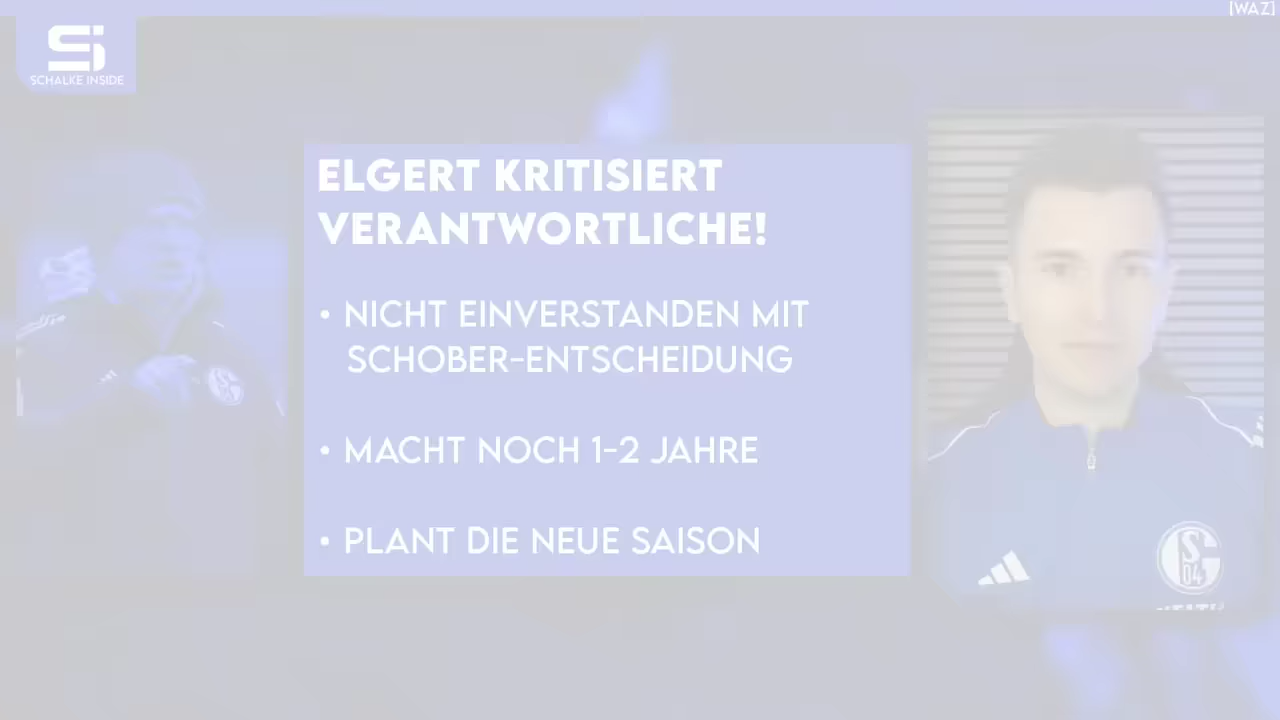 [WAZ]
SCHALKE INSIDE
ELGERT KRITISIERT
VERANTWORTLICHE!
• NICHT EINVERSTANDEN MIT
SCHOBER-ENTSCHEIDUNG
• MACHT NOCH 1-2 JAHRE
• PLANT DIE NEUE SAISON
S04